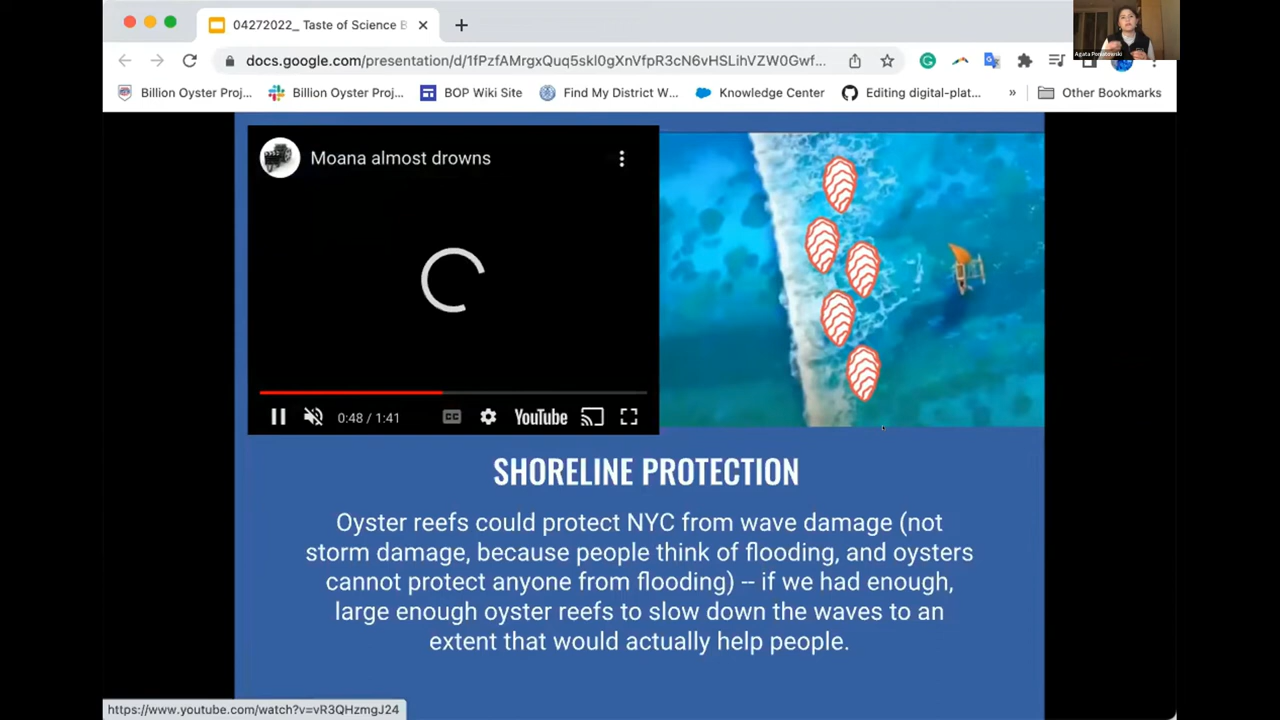 04272022_ Taste of Science B
Agata Poniatowski
docs.google.com/presentation/d/1fPzfAMrgxQuq5skl0gXnVfpR3cN6vHSLihVZW0Gwf...
Billion Oyster Proj...
Billion Oyster Proj...
BOP Wiki Site
Find My District W...
Knowledge Center
Editing digital-plat...
»
Other Bookmarks
Moana almost drowns
0:48 / 1:41
CC
YouTube
SHORELINE PROTECTION
Oyster reefs could protect NYC from wave damage (not
storm damage, because people think of flooding, and oysters
cannot protect anyone from flooding) -- if we had enough,
large enough oyster reefs to slow down the waves to an
extent that would actually help people.
https://www.youtube.com/watch?v=vR3QHzmgJ24